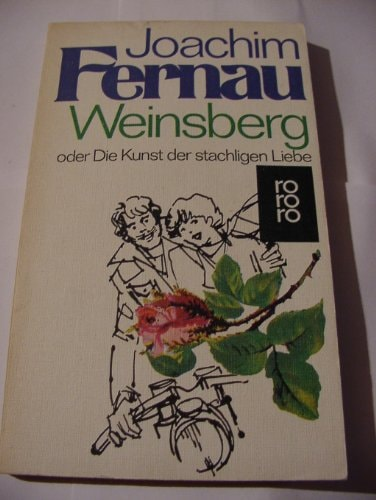 Joachim
Fernau
Weinsberg
oder Die Kunst der stachligen Liebe
ro
ro
ro